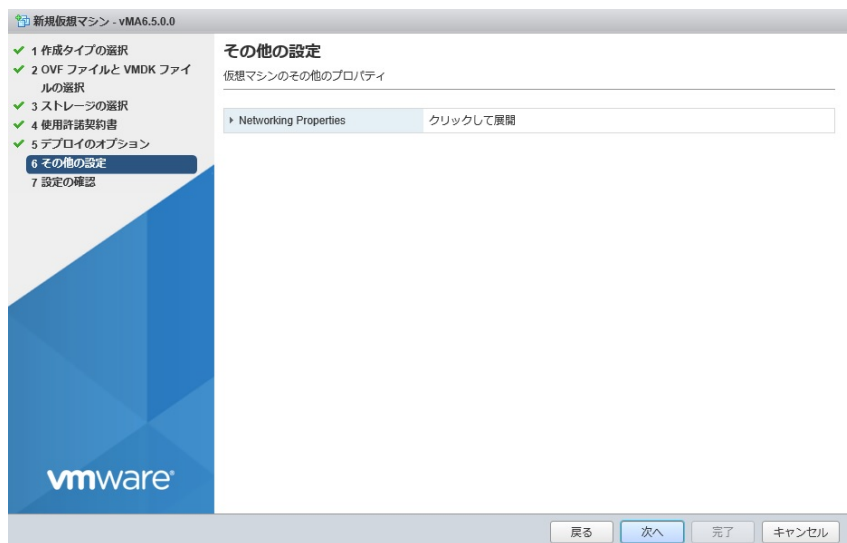 新規仮想マシン - vMA6.5.0.0
1 作成タイプの選択
2 OVF ファイルと VMDK ファイ
ルの選択
3 ストレージの選択
4 使用許諾契約書
5 デプロイのオプション
6 その他の設定
7 設定の確認
その他の設定
仮想マシンのその他のプロパティ
Networking Properties クリックして展開
vmware®
戻る 次へ 完了 キャンセル